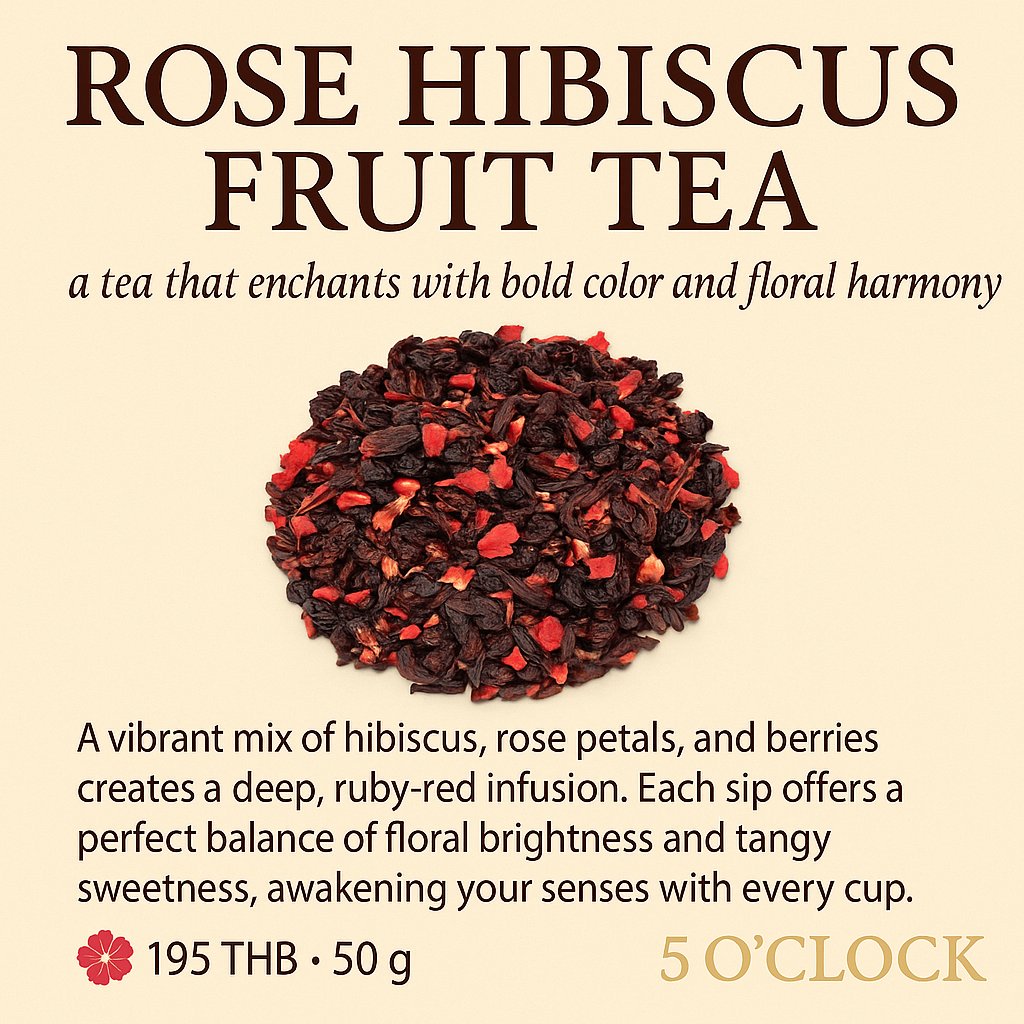 ROSE HIBISCUS
FRUIT TEA
a tea that enchants with bold color and floral harmony
A vibrant mix of hibiscus, rose petals, and berries
creates a deep, ruby-red infusion. Each sip offers a
perfect balance of floral brightness and tangy
sweetness, awakening your senses with every cup.
195 THB · 50 g
5 O’CLOCK